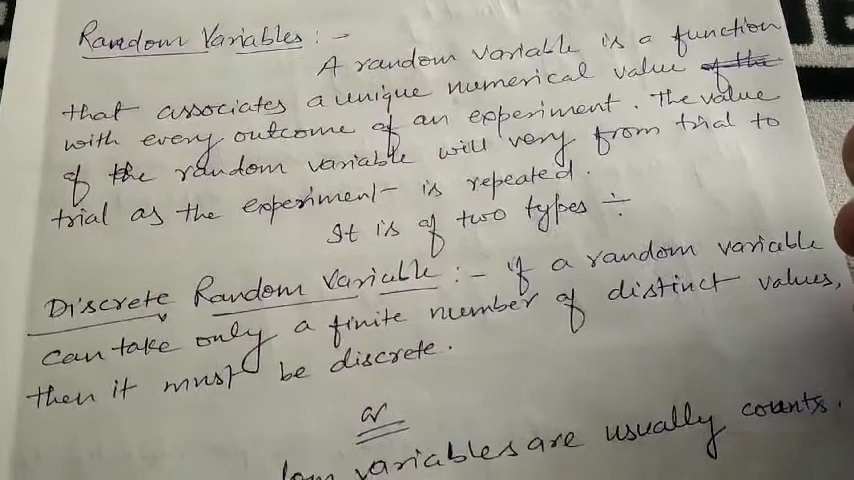 Random Variables : -
A random variable is a function
that associates a unique numerical value of the
with every outcome of an experiment. The value
of the random variable will very from trial to
trial as the experiment is repeated.
It is of two types ÷
Discrete Random Variable : - if a random variable
can take only a finite number of distinct values,
then it must be discrete.
or
variables are usually counts.